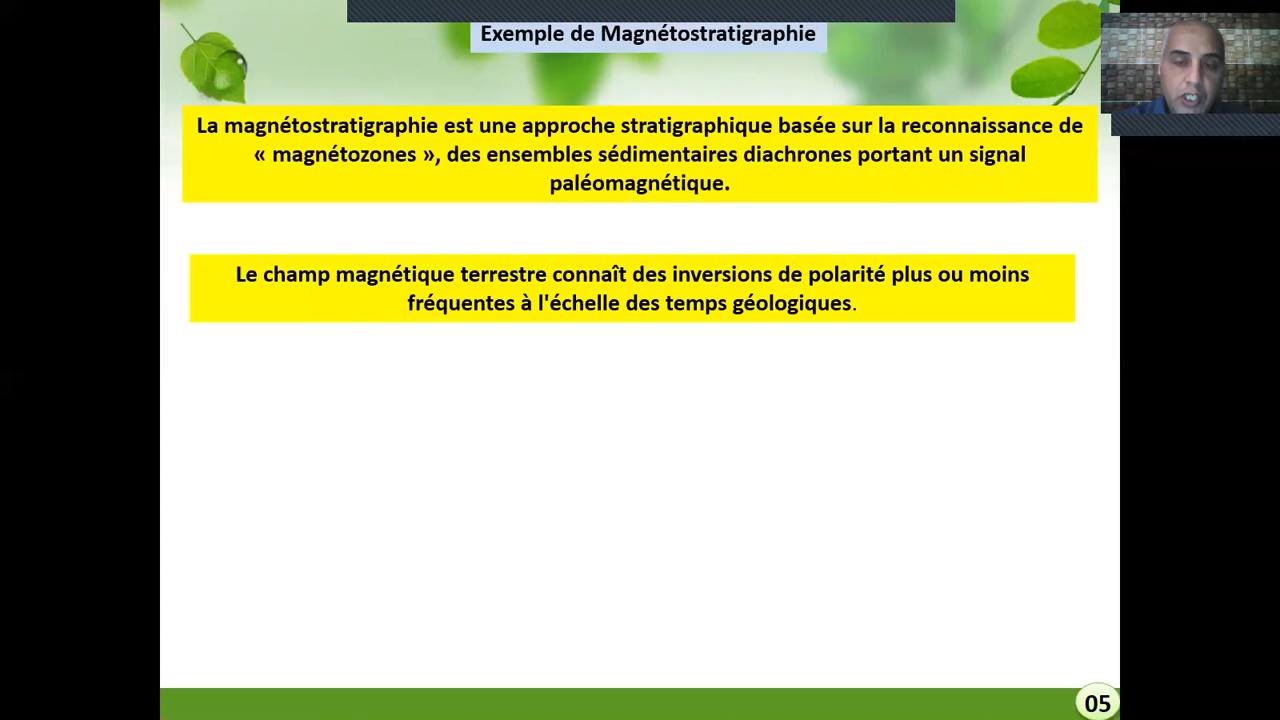 Exemple de Magnétostratigraphie
La magnétostratigraphie est une approche stratigraphique basée sur la reconnaissance de
« magnétozones », des ensembles sédimentaires diachrones portant un signal
paléomagnétique.
Le champ magnétique terrestre connaît des inversions de polarité plus ou moins
fréquentes à l'échelle des temps géologiques.
05